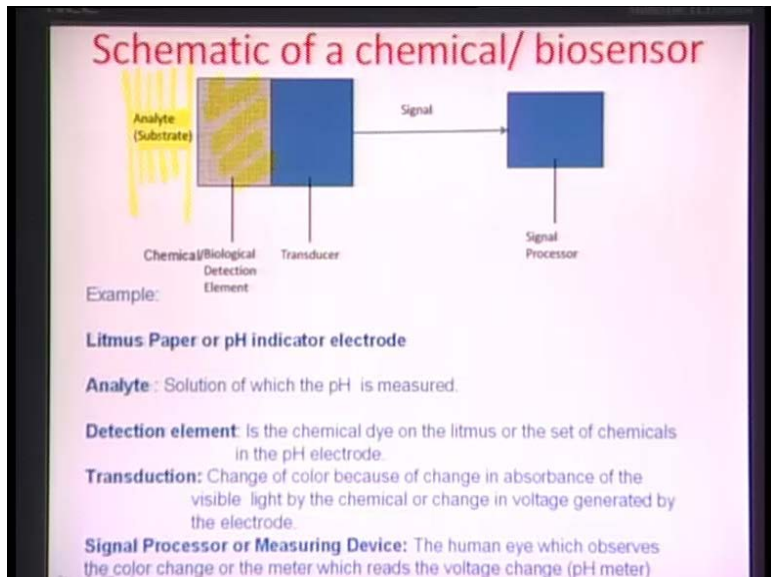 Schematic of a chemical/ biosensor
Analyte
(Substrate)
Signal
Chemical/Biological
Detection
Element
Transducer
Signal
Processor
Example:
Litmus Paper or pH indicator electrode
Analyte : Solution of which the pH is measured.
Detection element: Is the chemical dye on the litmus or the set of chemicals
in the pH electrode.
Transduction: Change of color because of change in absorbance of the
visible light by the chemical or change in voltage generated by
the electrode.
Signal Processor or Measuring Device: The human eye which observes
the color change or the meter which reads the voltage change (pH meter)